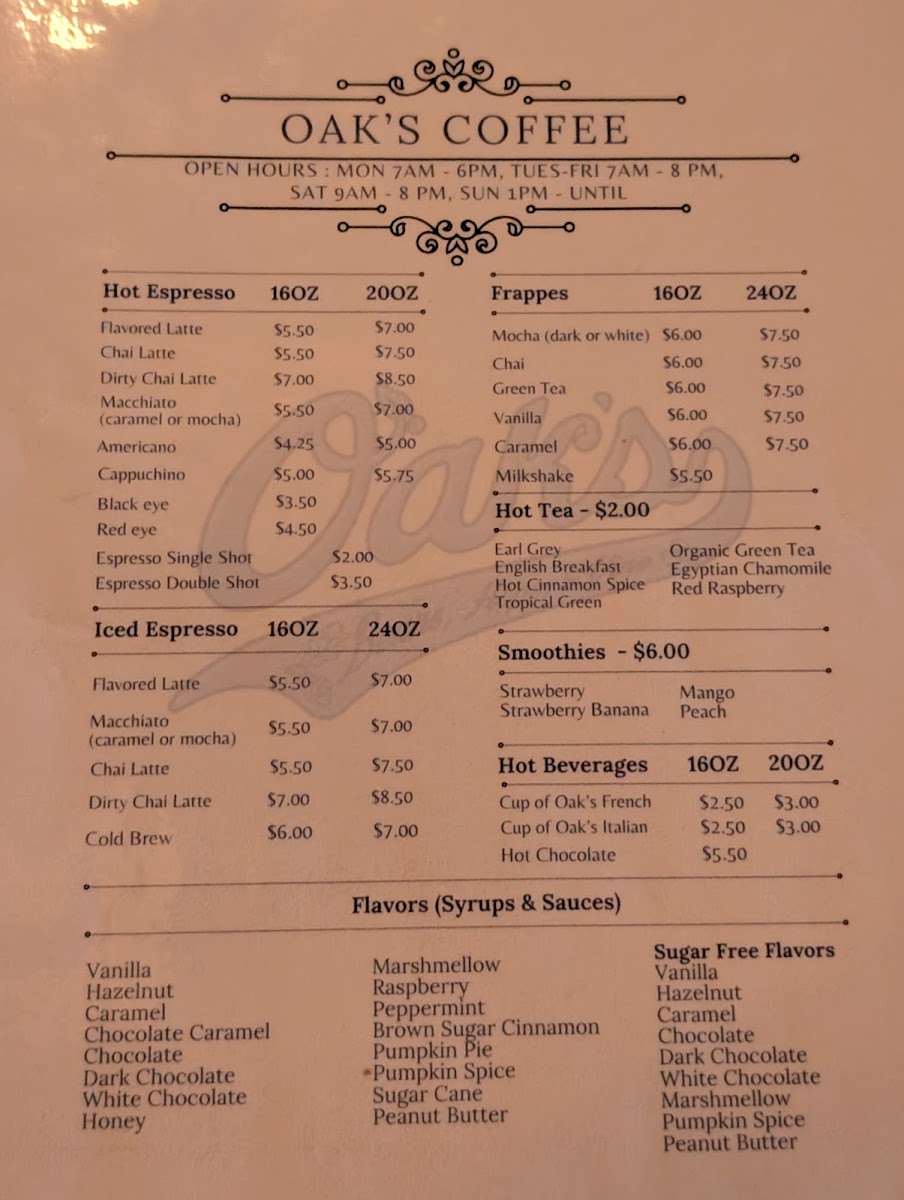 OAK'S COFFEE
OPEN HOURS : MON 7AM - 6PM, TUES-FRI 7AM - 8 PM,
SAT 9AM - 8 PM, SUN 1PM - UNTIL
Hot Espresso 16OZ 20OZ
Flavored Latte $5.50 $7.00
Chai Latte $5.50 $7.50
Dirty Chai Latte $7.00 $8.50
Macchiato
(caramel or mocha) $5.50 $7.00
Americano $4.25 $5.00
Cappuchino $5.00 $5.75
Black eye $3.50
Red eye $4.50
Espresso Single Shot $2.00
Espresso Double Shot $3.50
Iced Espresso 16OZ 24OZ
Flavored Latte $5.50 $7.00
Macchiato
(caramel or mocha) $5.50 $7.00
Chai Latte $5.50 $7.50
Dirty Chai Latte $7.00 $8.50
Cold Brew $6.00 $7.00
Frappes 16OZ 24OZ
Mocha (dark or white) $6.00 $7.50
Chai $6.00 $7.50
Green Tea $6.00 $7.50
Vanilla $6.00 $7.50
Caramel $6.00 $7.50
Milkshake $5.50
Hot Tea - $2.00
Earl Grey
English Breakfast
Hot Cinnamon Spice
Tropical Green
Organic Green Tea
Egyptian Chamomile
Red Raspberry
Smoothies - $6.00
Strawberry
Strawberry Banana
Mango
Peach
Hot Beverages 16OZ 20OZ
Cup of Oak's French $2.50 $3.00
Cup of Oak's Italian $2.50 $3.00
Hot Chocolate $5.50
Oak's
Flavors (Syrups & Sauces)
Vanilla
Hazelnut
Caramel
Chocolate Caramel
Chocolate
Dark Chocolate
White Chocolate
Honey
Marshmellow
Raspberry
Peppermint
Brown Sugar Cinnamon
Pumpkin Pie
Pumpkin Spice
Sugar Cane
Peanut Butter
Sugar Free Flavors
Vanilla
Hazelnut
Caramel
Chocolate
Dark Chocolate
White Chocolate
Marshmellow
Pumpkin Spice
Peanut Butter